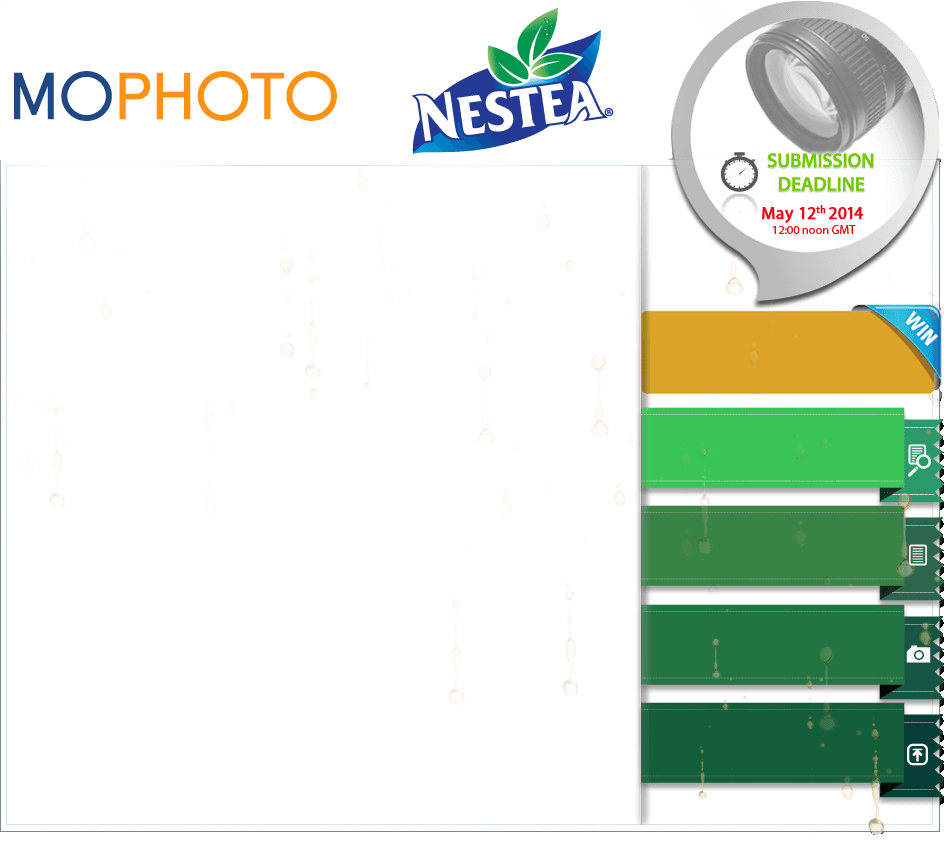 MOPHOTO
NESTEA®
SUBMISSION
DEADLINE
May 12th 2014
12:00 noon GMT
WIN